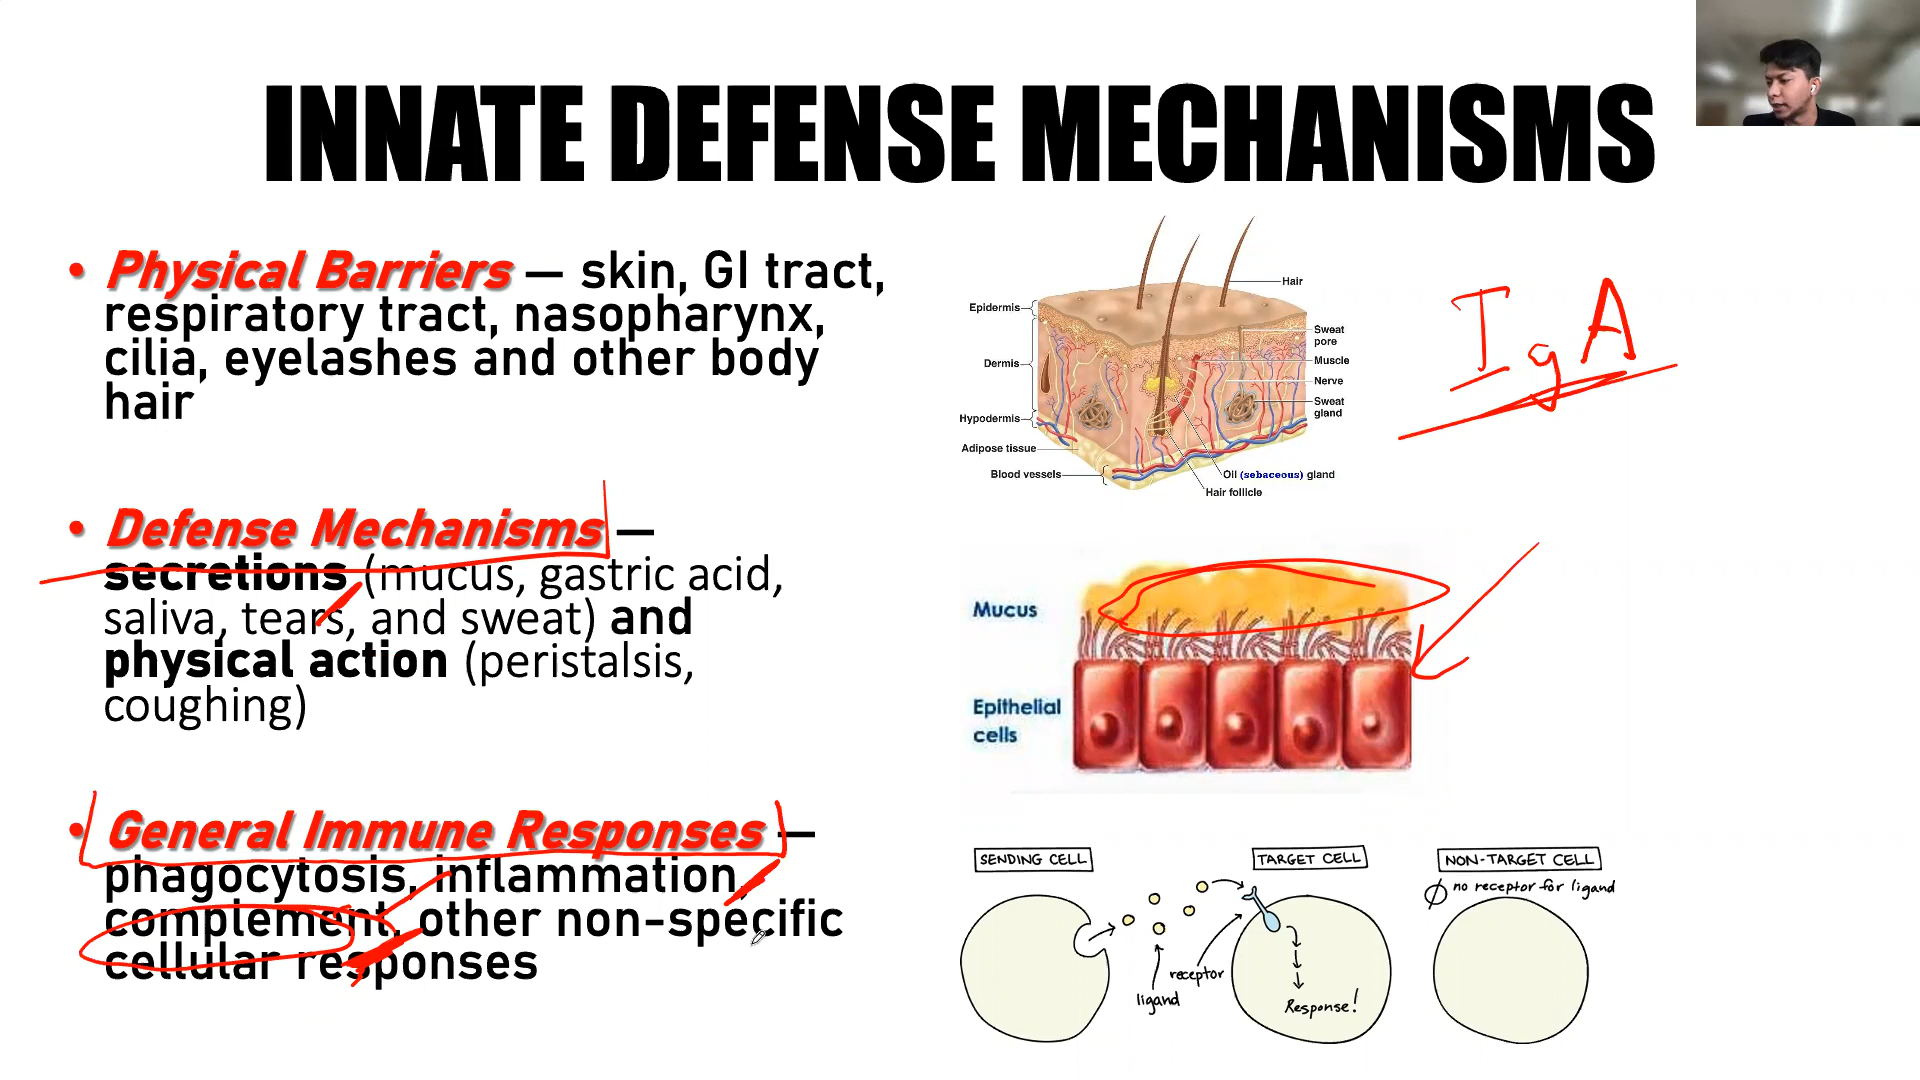 INNATE DEFENSE MECHANISMS
• Physical Barriers — skin, GI tract,
respiratory tract, nasopharynx,
cilia, eyelashes and other body
hair
• Defense Mechanisms —
secretions (mucus, gastric acid,
saliva, tears, and sweat) and
physical action (peristalsis,
coughing)
• General Immune Responses —
phagocytosis, inflammation,
complement, other non-specific
cellular responses
Hair
Epidermis
Sweat
pore
Dermis
Muscle
Nerve
Sweat
gland
Hypodermis
Adipose tissue
Blood vessels
Oil (sebaceous) gland
Hair follicle
IgA
Mucus
Epithelial
cells
SENDING CELL
TARGET CELL
NON-TARGET CELL
no receptor for ligand
receptor
ligand
Response!